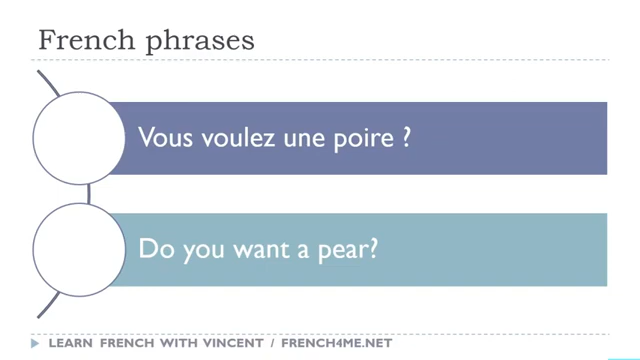 French phrases
Vous voulez une poire ?
Do you want a pear?
LEARN FRENCH WITH VINCENT / FRENCH4ME.NET